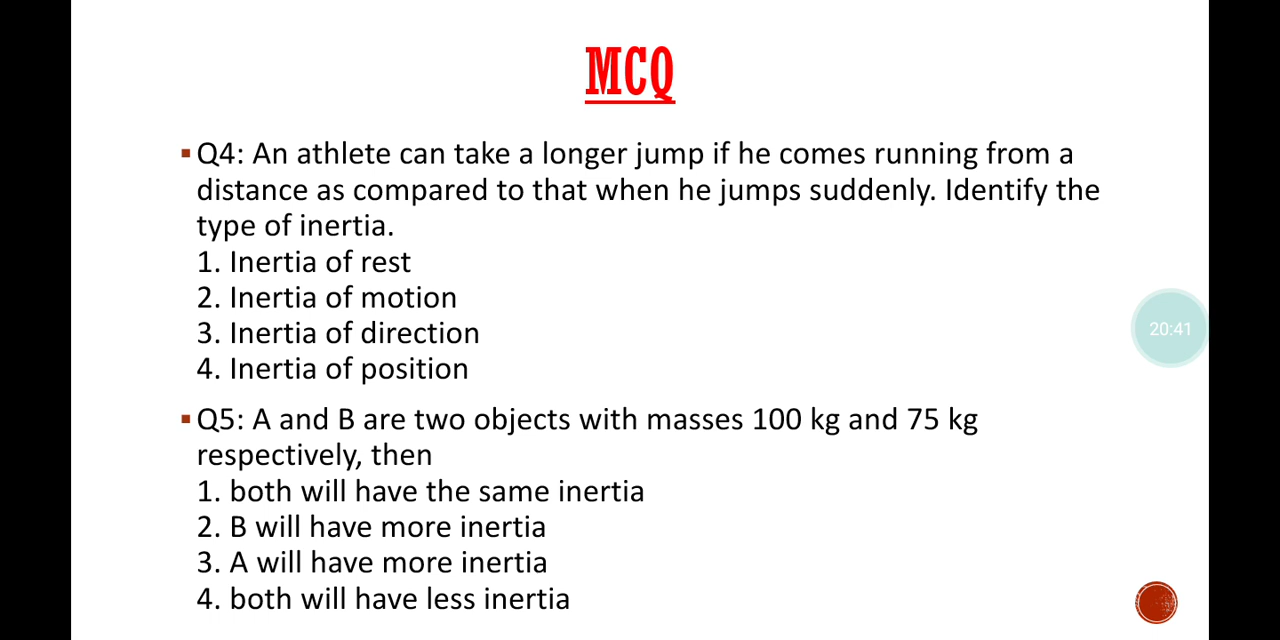 MCQ
▪ Q4: An athlete can take a longer jump if he comes running from a
distance as compared to that when he jumps suddenly. Identify the
type of inertia.
1. Inertia of rest
2. Inertia of motion
3. Inertia of direction
4. Inertia of position
20:41
▪ Q5: A and B are two objects with masses 100 kg and 75 kg
respectively, then
1. both will have the same inertia
2. B will have more inertia
3. A will have more inertia
4. both will have less inertia